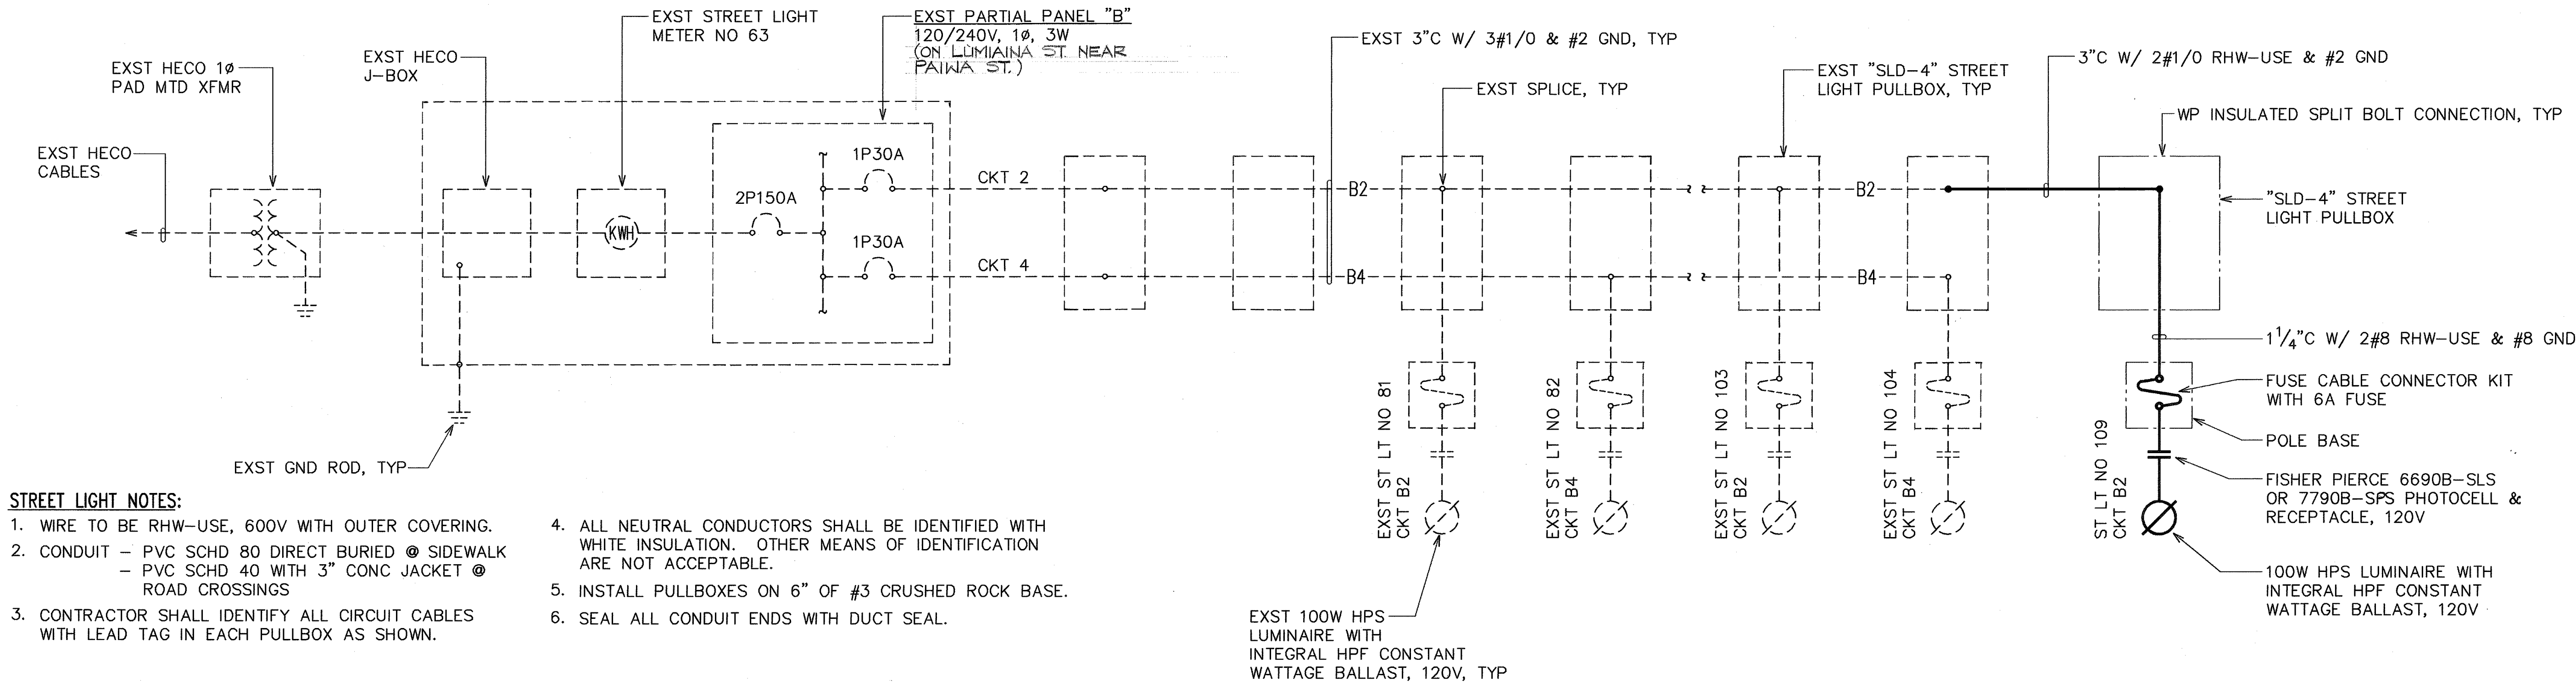 EXST STREET LIGHT
METER NO 63
EXST PARTIAL PANEL "B"
120/240V, 1ø, 3W
(ON LUMIAINA ST. NEAR
PAIWA ST.)
EXST HECO 1ø
PAD MTD XFMR
EXST HECO
J-BOX
EXST HECO
CABLES
EXST 3"C W/ 3#1/0 & #2 GND, TYP
EXST SPLICE, TYP
EXST "SLD-4" STREET
LIGHT PULLBOX, TYP
3"C W/ 2#1/0 RHW-USE & #2 GND
WP INSULATED SPLIT BOLT CONNECTION, TYP
"SLD-4" STREET
LIGHT PULLBOX
KWH
2P150A
1P30A
1P30A
CKT 2
CKT 4
B2
B4
B2
B4
1 1/4"C W/ 2#8 RHW-USE & #8 GND
FUSE CABLE CONNECTOR KIT
WITH 6A FUSE
POLE BASE
FISHER PIERCE 6690B-SLS
OR 7790B-SPS PHOTOCELL &
RECEPTACLE, 120V
100W HPS LUMINAIRE WITH
INTEGRAL HPF CONSTANT
WATTAGE BALLAST, 120V
EXST ST LT NO 81
CKT B2
EXST ST LT NO 82
CKT B4
EXST ST LT NO 103
CKT B2
EXST ST LT NO 104
CKT B4
ST LT NO 109
CKT B2
EXST GND ROD, TYP
EXST 100W HPS
LUMINAIRE WITH
INTEGRAL HPF CONSTANT
WATTAGE BALLAST, 120V, TYP
STREET LIGHT NOTES:
1. WIRE TO BE RHW-USE, 600V WITH OUTER COVERING.
2. CONDUIT - PVC SCHD 80 DIRECT BURIED @ SIDEWALK
- PVC SCHD 40 WITH 3" CONC JACKET @
ROAD CROSSINGS
3. CONTRACTOR SHALL IDENTIFY ALL CIRCUIT CABLES
WITH LEAD TAG IN EACH PULLBOX AS SHOWN.
4. ALL NEUTRAL CONDUCTORS SHALL BE IDENTIFIED WITH
WHITE INSULATION. OTHER MEANS OF IDENTIFICATION
ARE NOT ACCEPTABLE.
5. INSTALL PULLBOXES ON 6" OF #3 CRUSHED ROCK BASE.
6. SEAL ALL CONDUIT ENDS WITH DUCT SEAL.